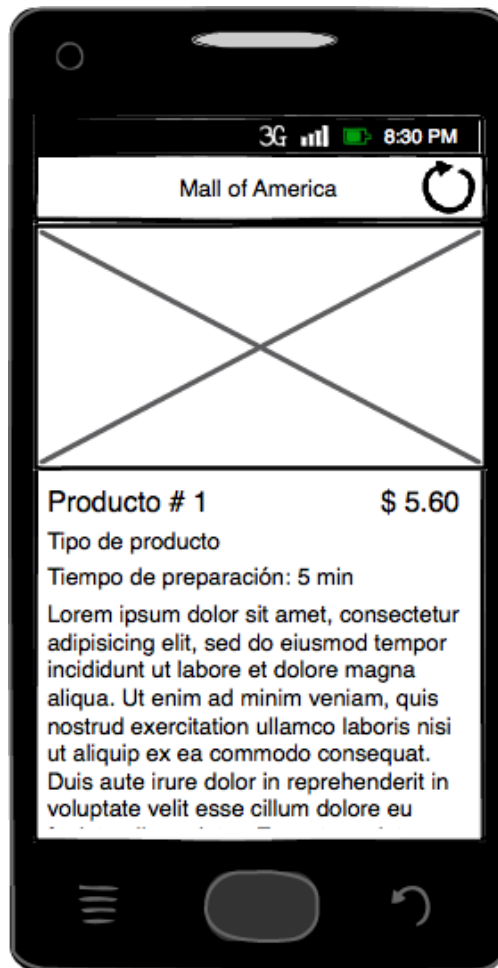 3G 8:30 PM
Mall of America
Producto # 1 $ 5.60
Tipo de producto
Tiempo de preparación: 5 min
Lorem ipsum dolor sit amet, consectetur
adipisicing elit, sed do eiusmod tempor
incididunt ut labore et dolore magna
aliqua. Ut enim ad minim veniam, quis
nostrud exercitation ullamco laboris nisi
ut aliquip ex ea commodo consequat.
Duis aute irure dolor in reprehenderit in
voluptate velit esse cillum dolore eu